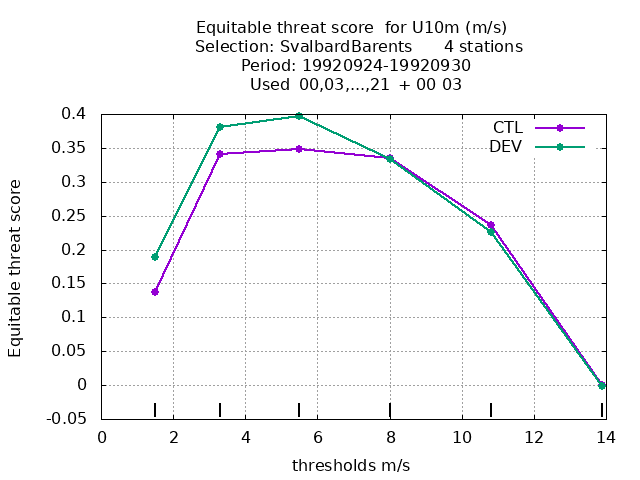 Equitable threat score for U10m (m/s)
Selection: SvalbardBarents 4 stations
Period: 19920924-19920930
Used 00,03,...,21 + 00 03
CTL
DEV
0.4
0.35
0.3
0.25
0.2
0.15
0.1
0.05
0
-0.05
Equitable threat score
0 2 4 6 8 10 12 14
thresholds m/s